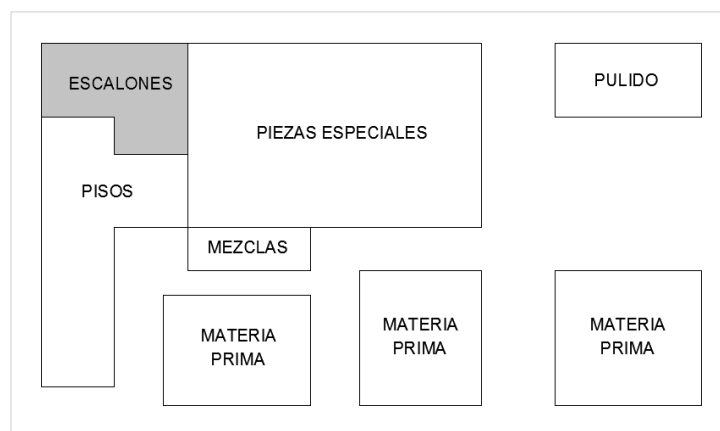 ESCALONES
PULIDO
PIEZAS ESPECIALES
PISOS
MEZCLAS
MATERIA
PRIMA
MATERIA
PRIMA
MATERIA
PRIMA